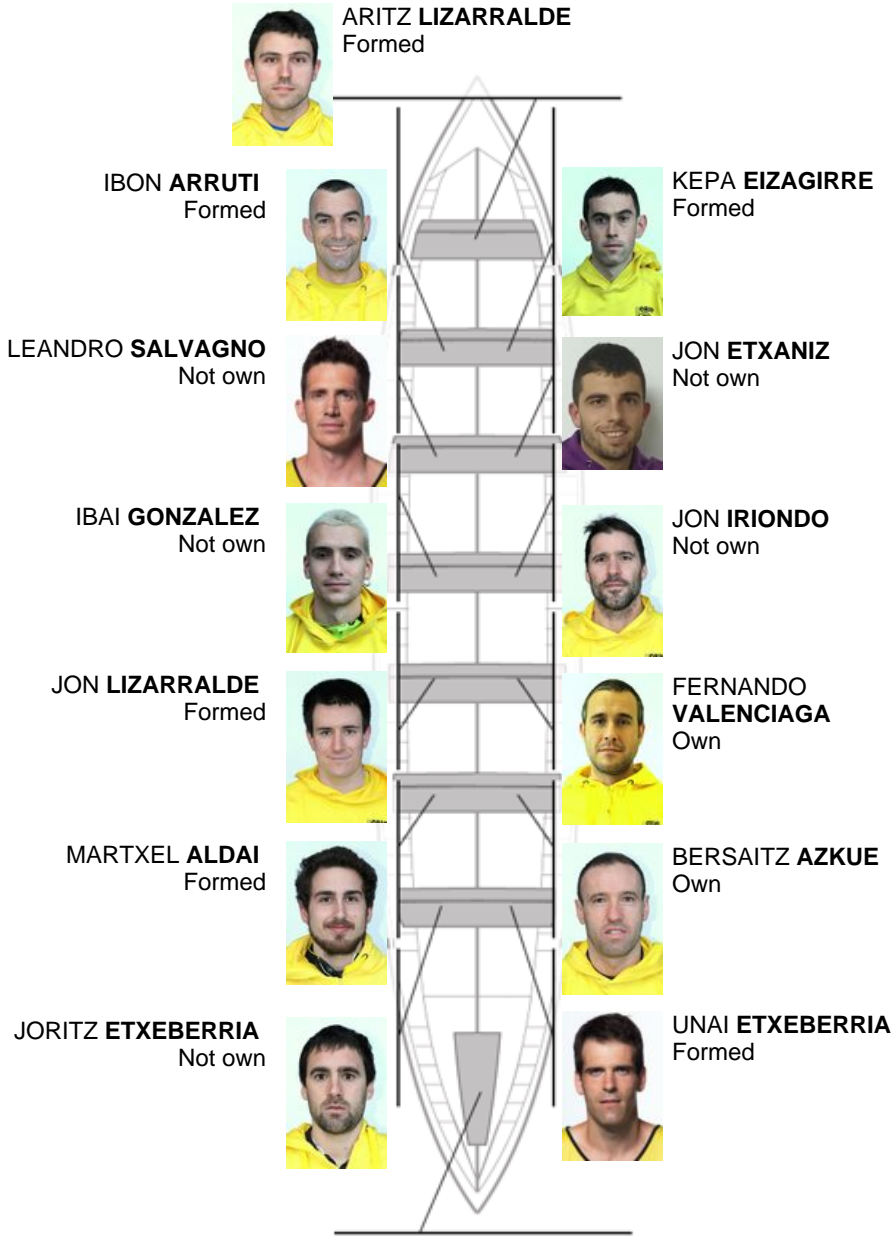 ARITZ LIZARRALDE
Formed
IBON ARRUTI
Formed
KEPA EIZAGIRRE
Formed
LEANDRO SALVAGNO
Not own
JON ETXANIZ
Not own
IBAI GONZALEZ
Not own
JON IRIONDO
Not own
JON LIZARRALDE
Formed
FERNANDO
VALENCIAGA
Own
MARTXEL ALDAI
Formed
BERSAITZ AZKUE
Own
JORITZ ETXEBERRIA
Not own
UNAI ETXEBERRIA
Formed